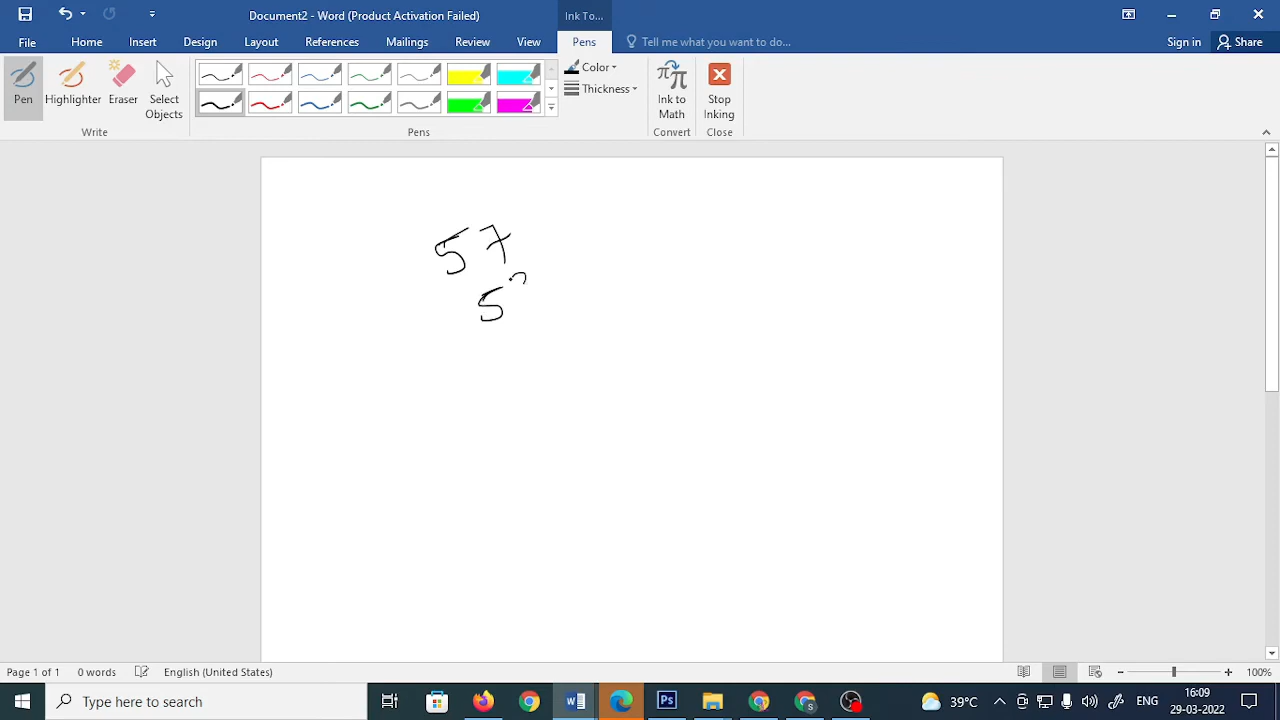 Document2 - Word (Product Activation Failed)
Ink To...
File
Home
Insert
Design
Layout
References
Mailings
Review
View
Pens
Tell me what you want to do...
Sign in
Share
Pen
Highlighter
Eraser
Select Objects
Color
Thickness
Ink to Math
Stop Inking
Write
Pens
Convert
Close
57
5
Page 1 of 1
0 words
English (United States)
100%
Type here to search
W
Ps
S
39°C
ENG
16:09
29-03-2022